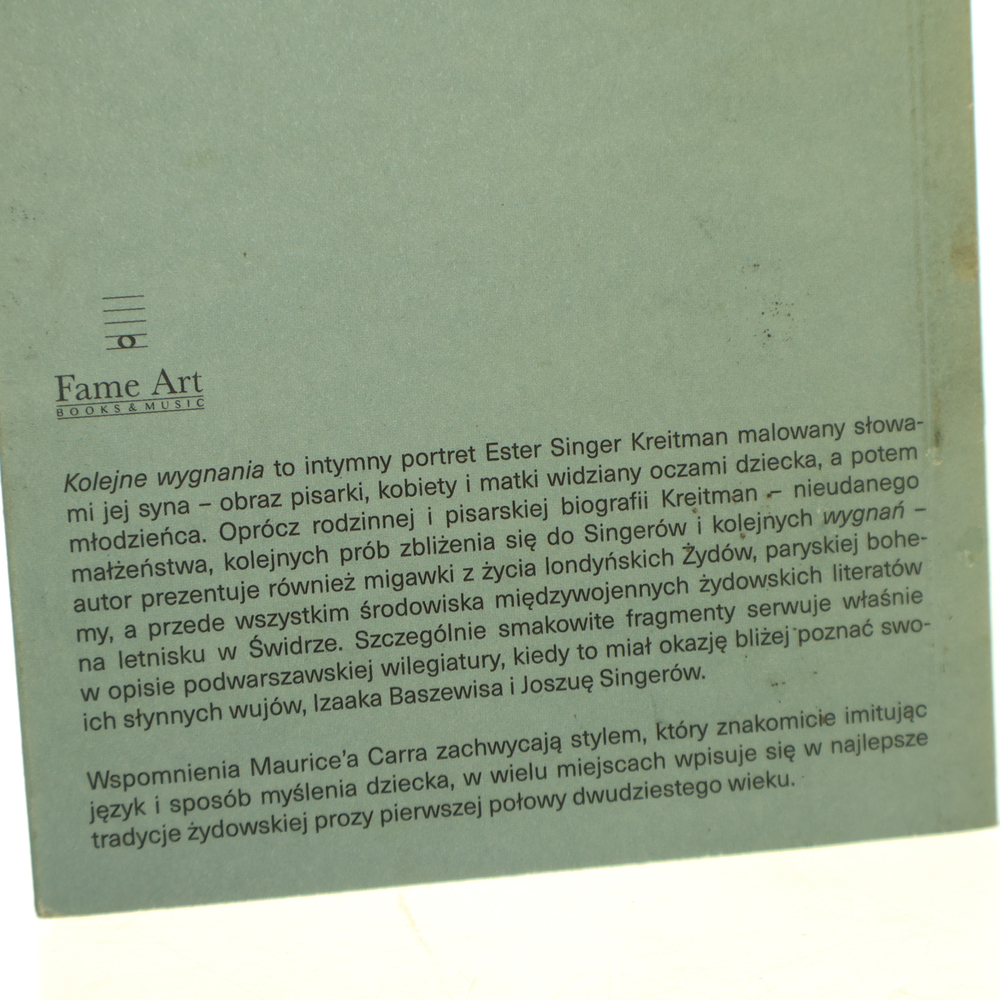 Fame Art
BOOKS & MUSIC
Kolejne wygnania to intymny portret Ester Singer Kreitman malowany słowa-
mi jej syna – obraz pisarki, kobiety i matki widziany oczami dziecka, a potem
młodzieńca. Oprócz rodzinnej i pisarskiej biografii Kreitman – nieudanego
małżeństwa, kolejnych prób zbliżenia się do Singerów i kolejnych wygnań –
autor prezentuje również migawki z życia londyńskich Żydów, paryskiej bohe-
my, a przede wszystkim środowiska międzywojennych żydowskich literatów
na letnisku w Świdrze. Szczególnie smakowite fragmenty serwuje właśnie
w opisie podwarszawskiej wilegiatury, kiedy to miał okazję bliżej poznać swo-
ich słynnych wujów, Izaaka Baszewisa i Joszuę Singerów.
Wspomnienia Maurice'a Carra zachwycają stylem, który znakomicie imitując
język i sposób myślenia dziecka, w wielu miejscach wpisuje się w najlepsze
tradycje żydowskiej prozy pierwszej połowy dwudziestego wieku.